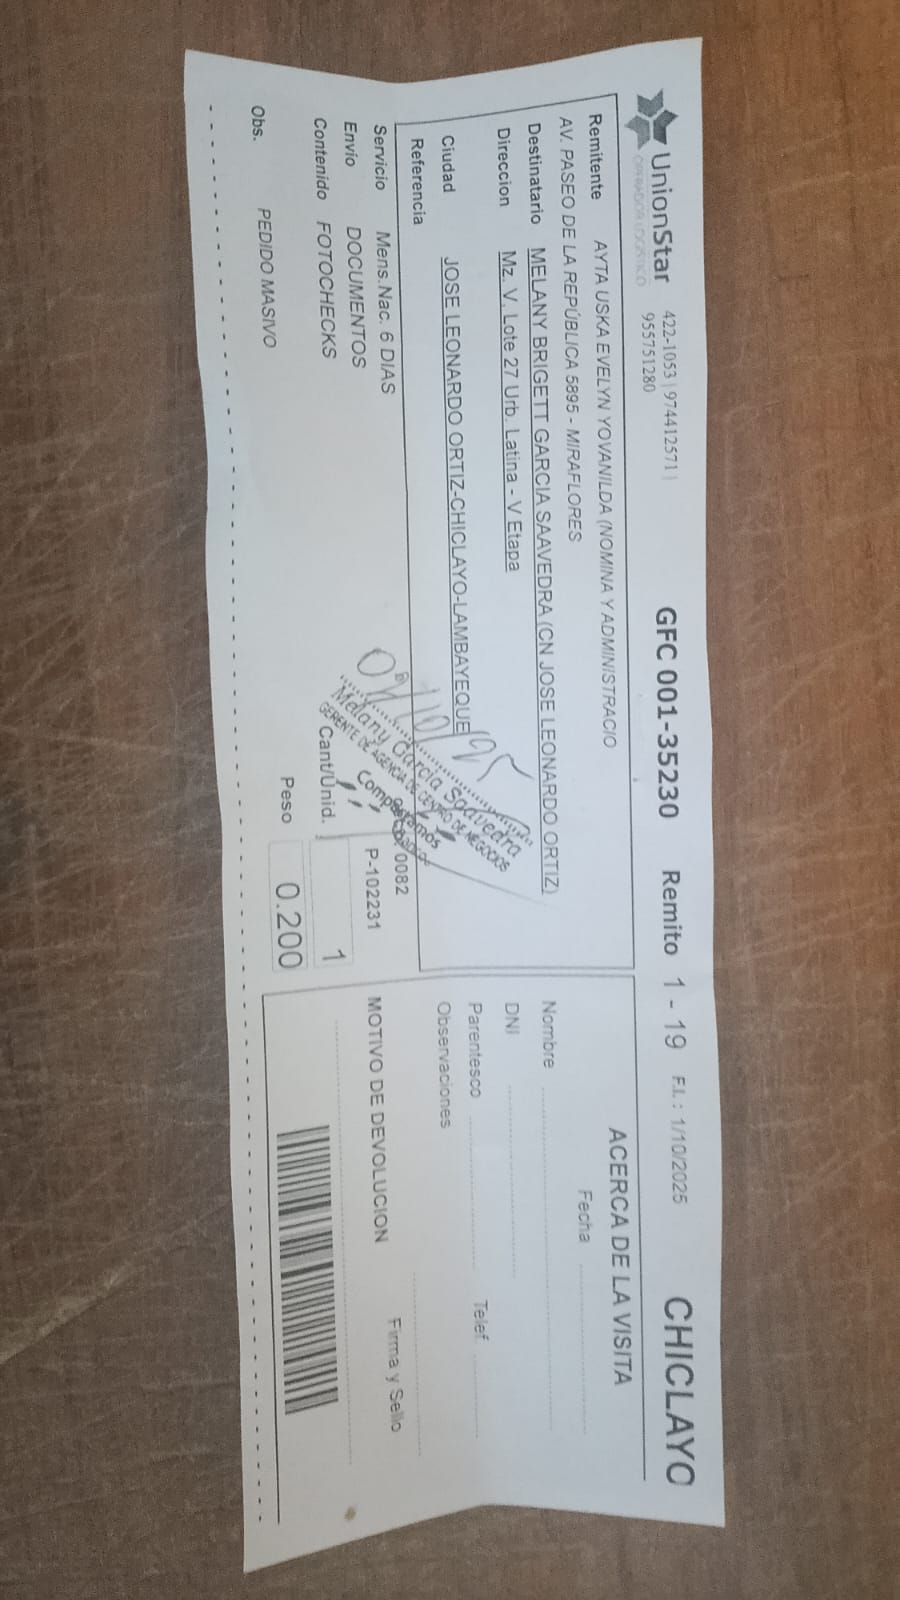 UnionStar
OPERADOR LOGÍSTICO
422-1053 | 974412571 |
955751280
GFC 001-35230
Remito 1 - 19
F.I. : 1/10/2025
CHICLAYO
Remitente AYTA USKA EVELYN YOVANILDA (NOMINA Y ADMINISTRACIO
AV. PASEO DE LA REPÚBLICA 5895 - MIRAFLORES
Destinatario MELANY BRIGETT GARCIA SAAVEDRA (CN JOSE LEONARDO ORTIZ)
Direccion Mz. V. Lote 27 Urb. Latina - V Etapa
Ciudad JOSE LEONARDO ORTIZ-CHICLAYO-LAMBAYEQUE
Referencia
Servicio Mens.Nac. 6 DIAS
0082
Envio DOCUMENTOS
P-102231
Contenido FOTOCHECKS
Cant/Unid. 1
Peso 0.200
Obs. PEDIDO MASIVO
/10/25
Melany Garcia Saavedra
GERENTE DE AGENCIA DE CENTRO DE NEGOCIOS
Compartamos
ACERCA DE LA VISITA
Fecha
Nombre
DNI
Parentesco
Telef.
Observaciones
MOTIVO DE DEVOLUCION
Firma y Sello